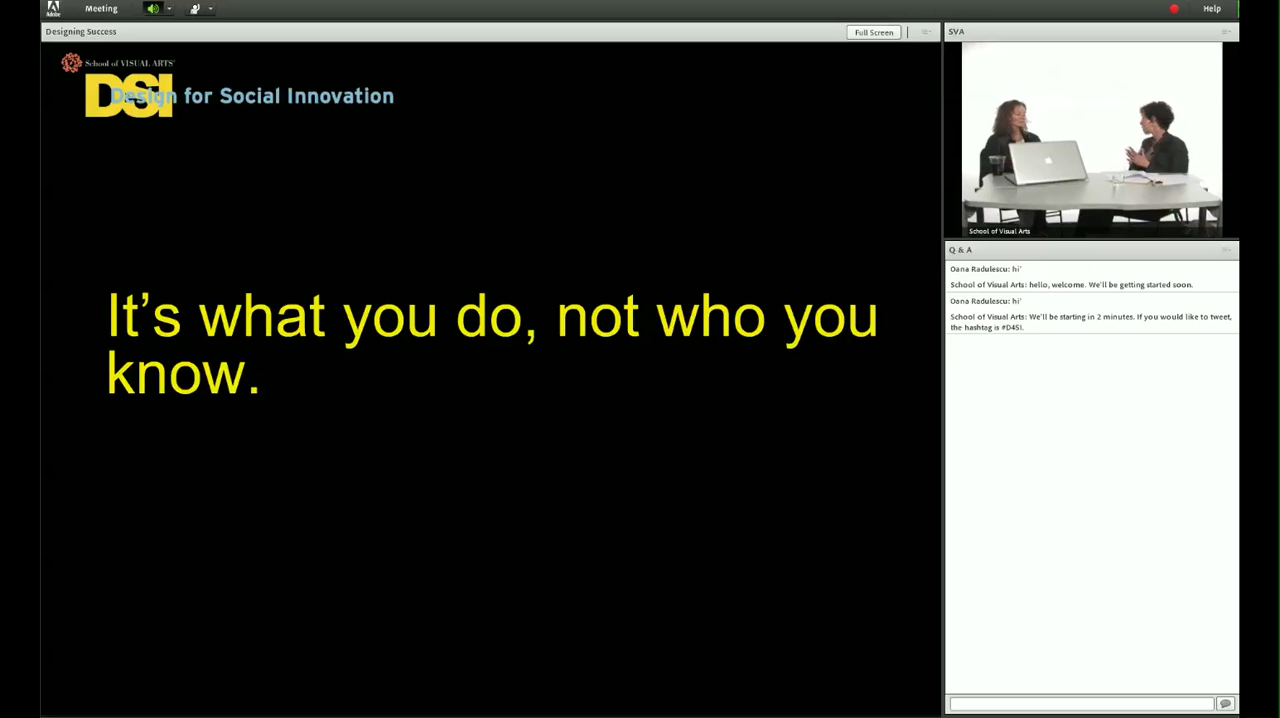 Adobe
Meeting
Help
Designing Success
Full Screen
SVA
School of VISUAL ARTS®
DSI
Design for Social Innovation
It's what you do, not who you
know.
School of Visual Arts
Q & A
Oana Radulescu: hi'
School of Visual Arts: hello, welcome. We'll be getting started soon.
Oana Radulescu: hi'
School of Visual Arts: We'll be starting in 2 minutes. If you would like to tweet,
the hashtag is #D4SI.